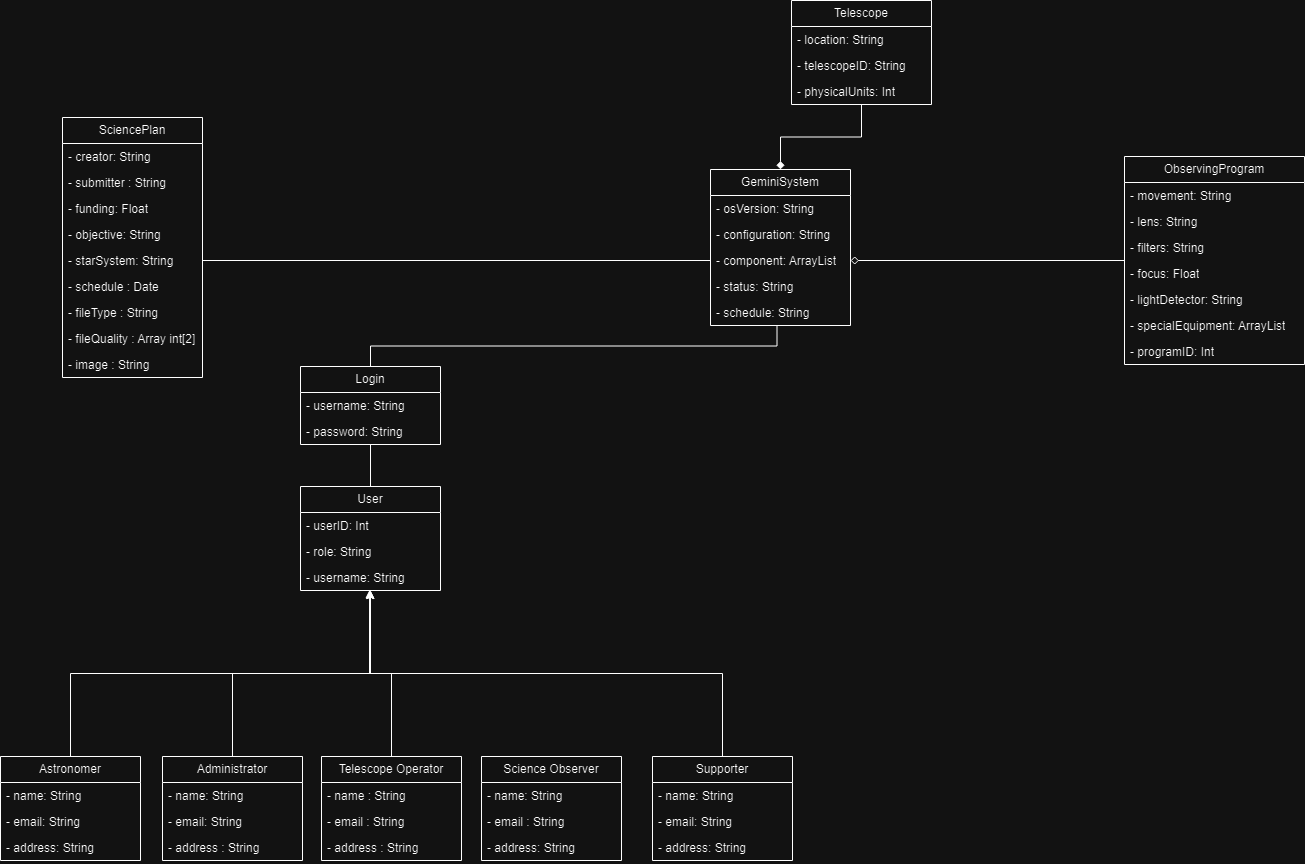 Telescope
- location: String
- telescopeID: String
- physicalUnits: Int
SciencePlan
- creator: String
- submitter : String
- funding: Float
- objective: String
- starSystem: String
- schedule : Date
- fileType : String
- fileQuality : Array int[2]
- image : String
GeminiSystem
- osVersion: String
- configuration: String
- component: ArrayList
- status: String
- schedule: String
ObservingProgram
- movement: String
- lens: String
- filters: String
- focus: Float
- lightDetector: String
- specialEquipment: ArrayList
- programID: Int
Login
- username: String
- password: String
User
- userID: Int
- role: String
- username: String
Astronomer
- name: String
- email: String
- address: String
Administrator
- name: String
- email: String
- address : String
Telescope Operator
- name : String
- email : String
- address : String
Science Observer
- name: String
- email : String
- address: String
Supporter
- name: String
- email: String
- address: String